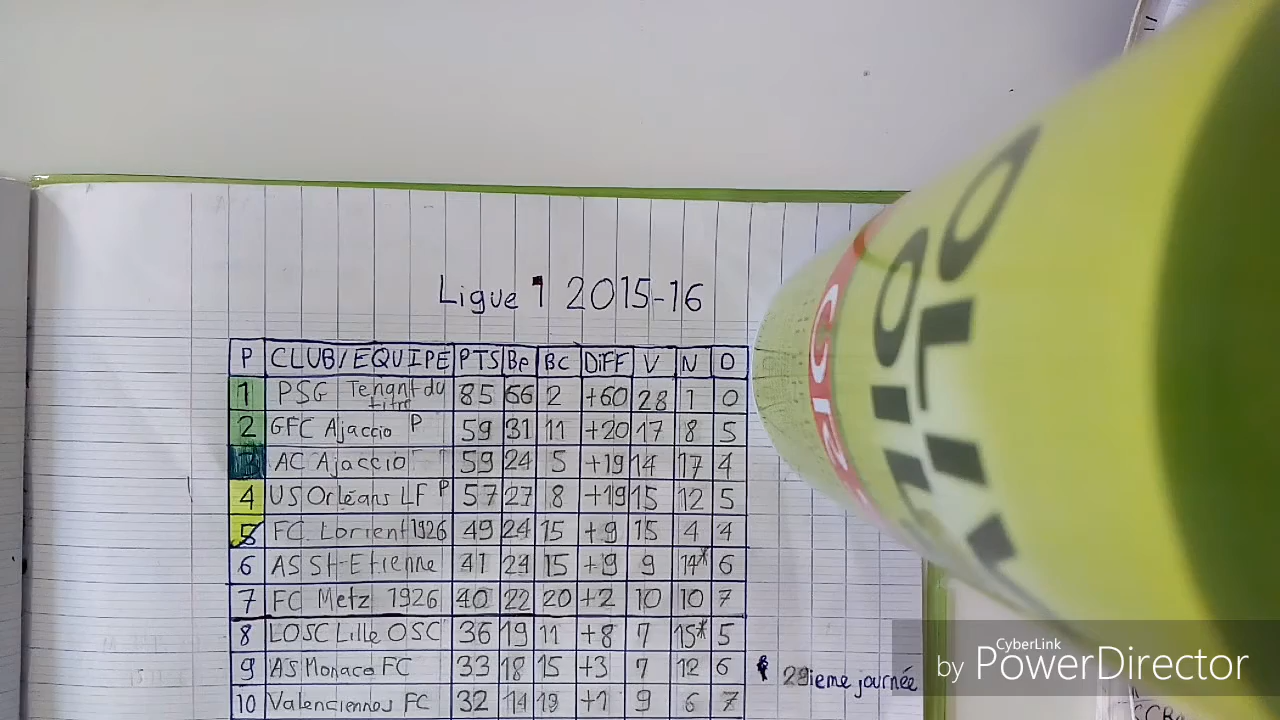 Ligue 1 2015-16
P CLUB/EQUIPE PTS Bp BC DIFF V N D
1 PSG Tenant du titre 85 66 2 +60 28 1 0
2 GFC Ajaccio P 59 31 11 +20 17 8 5
3 AC Ajaccio 59 24 5 +19 14 17 4
4 US Orléans LF P 57 27 8 +19 15 12 5
5 FC Lorient 1926 49 24 15 +9 15 4 4
6 AS St-Etienne 41 24 15 +9 9 14* 6
7 FC Metz 1926 40 22 20 +2 10 10 7
8 LOSC Lille OSC 36 19 11 +8 7 15* 5
9 AS Monaco FC 33 18 15 +3 7 12 6
10 Valenciennes FC 32 14 19 +1 9 6 7
29ieme journée
CyberLink
by PowerDirector